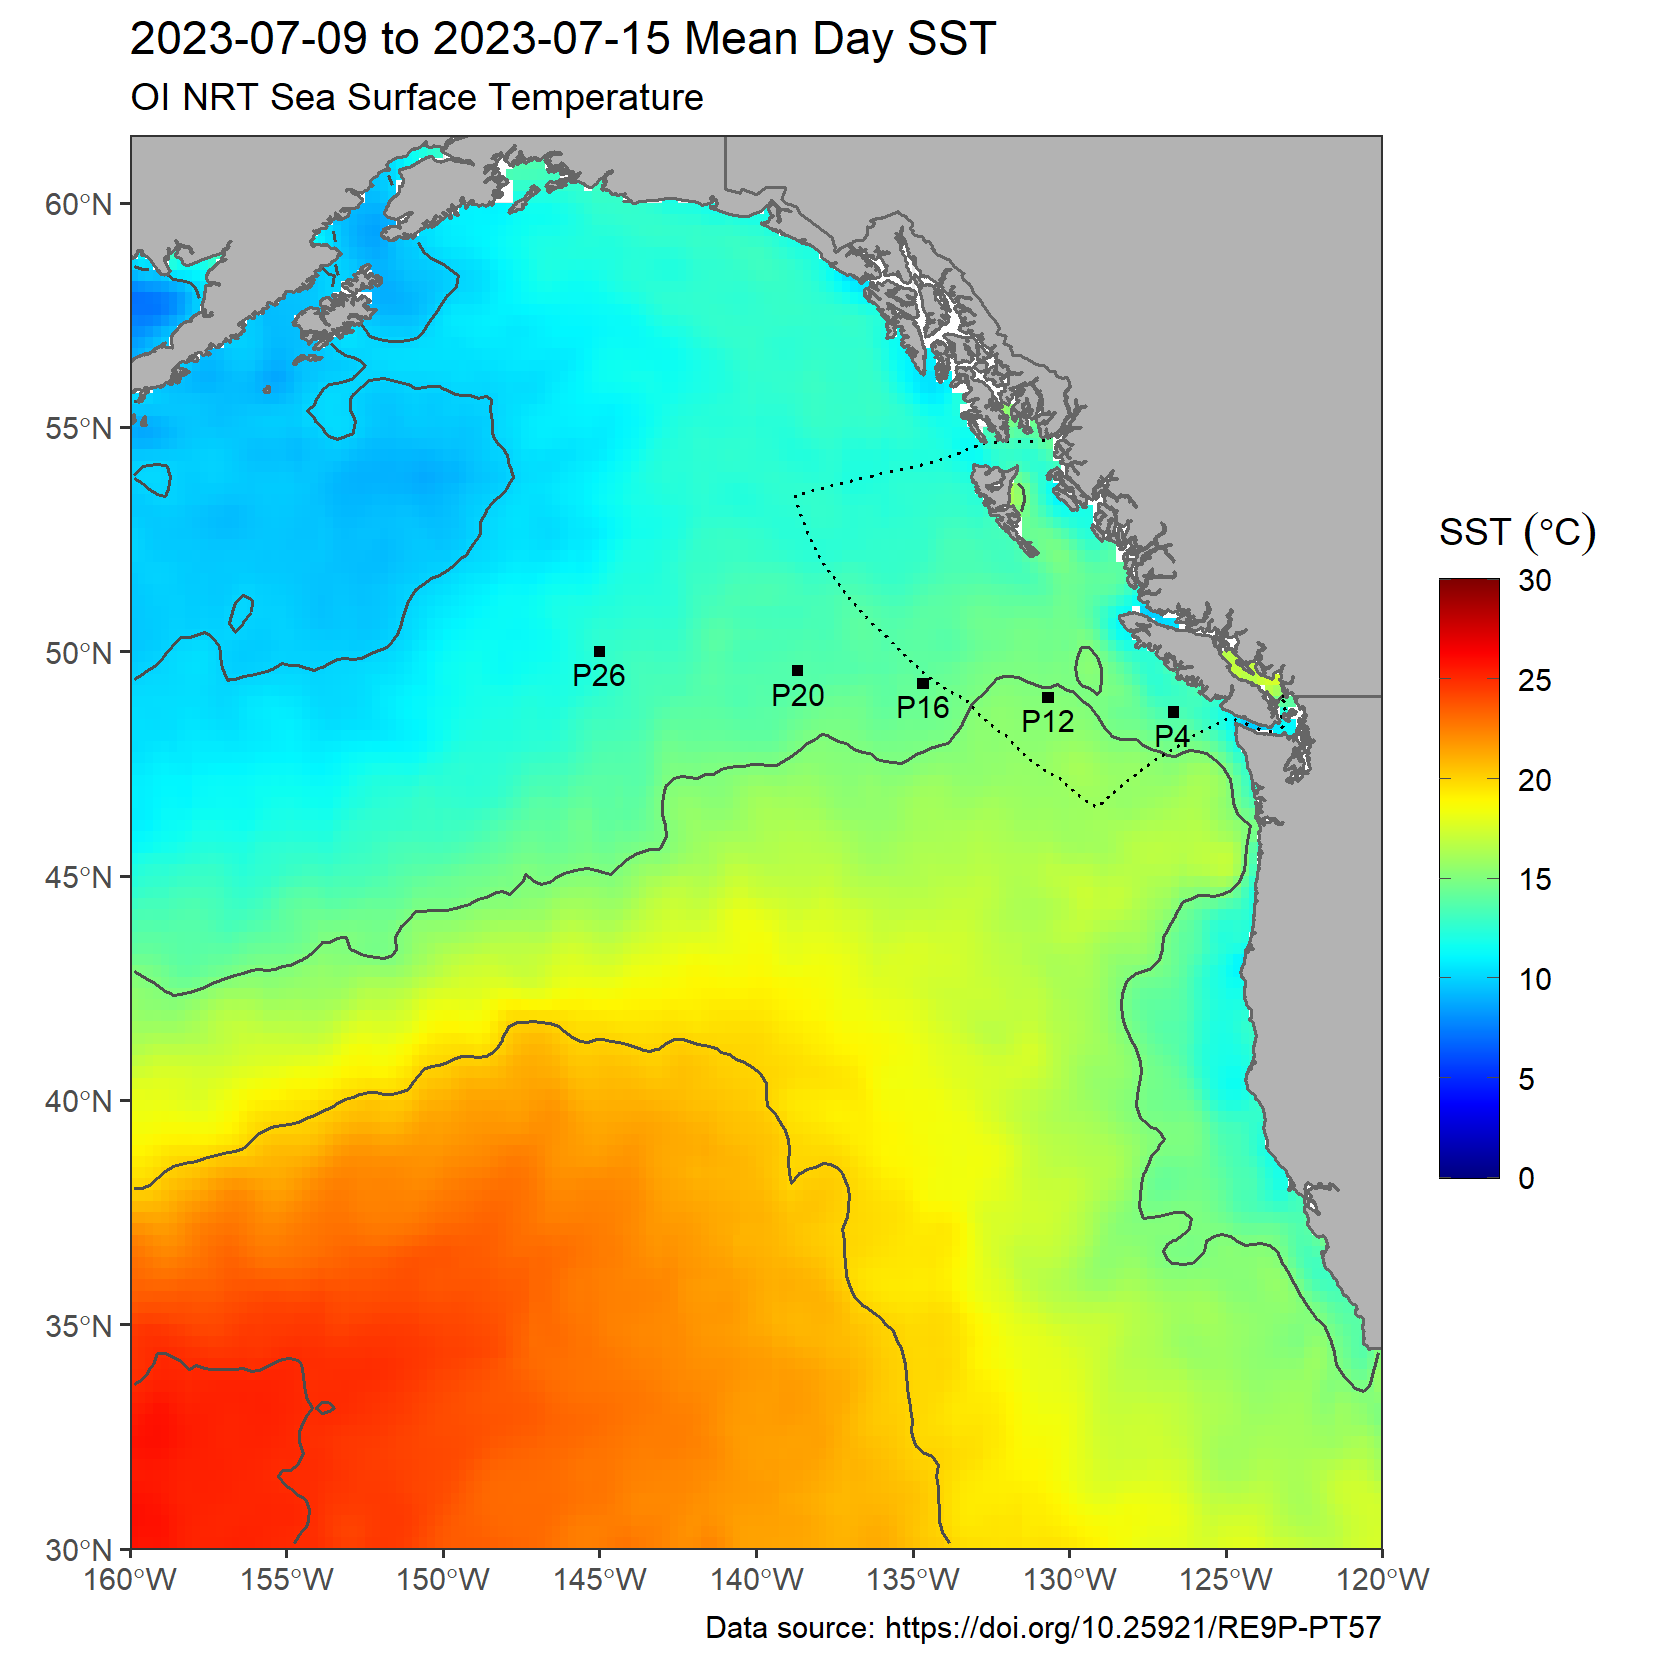 2023-07-09 to 2023-07-15 Mean Day SST
OI NRT Sea Surface Temperature
60°N
55°N
50°N
45°N
40°N
35°N
30°N
P26
P20
P16
P12
P4
160°W
155°W
150°W
145°W
140°W
135°W
130°W
125°W
120°W
SST (°C)
30
25
20
15
10
5
0
Data source: https://doi.org/10.25921/RE9P-PT57